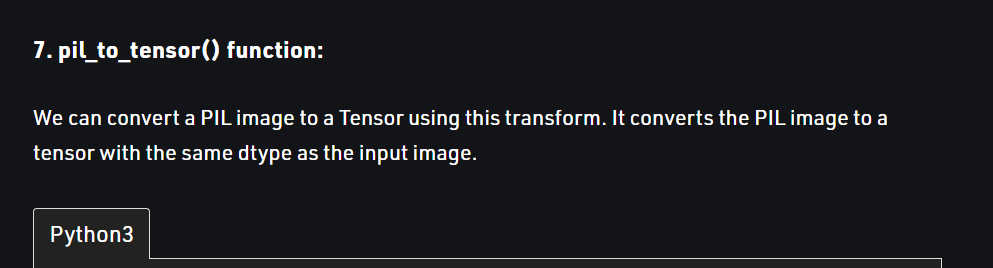 7. pil_to_tensor() function:
We can convert a PIL image to a Tensor using this transform. It converts the PIL image to a
tensor with the same dtype as the input image.
Python3